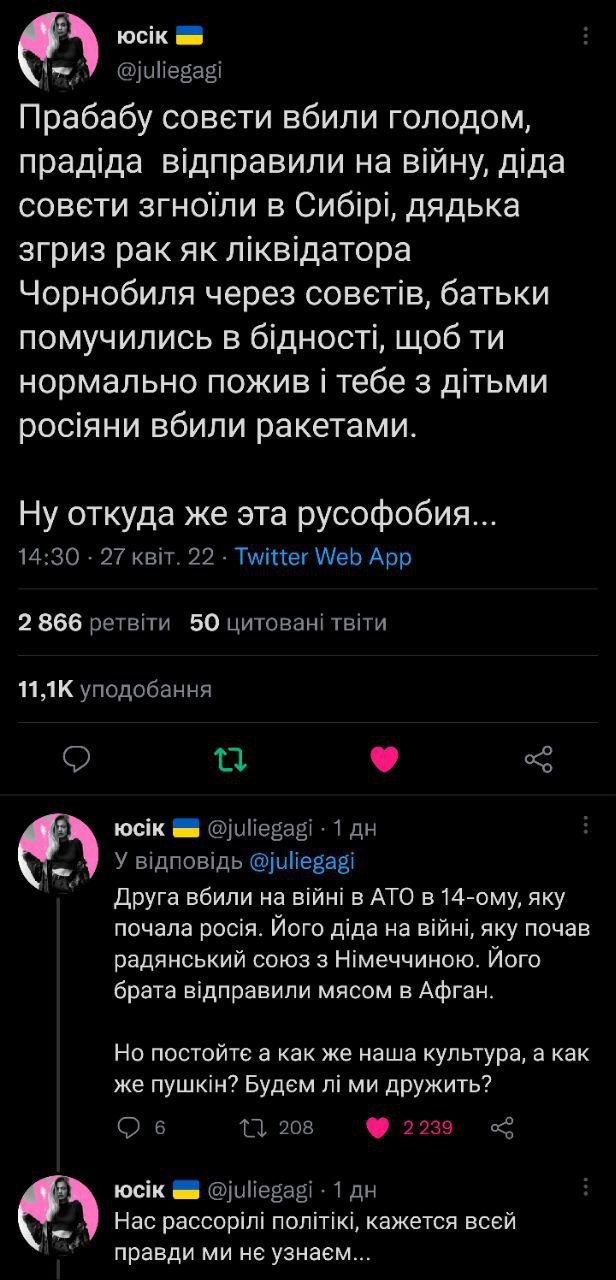 юсік 🇺🇦
@juliegagi
Прабабу совєти вбили голодом,
прадіда відправили на війну, діда
совєти згноїли в Сибірі, дядька
згриз рак як ліквідатора
Чорнобиля через совєтів, батьки
помучились в бідності, щоб ти
нормально пожив і тебе з дітьми
росіяни вбили ракетами.
Ну откуда же эта русофобия...
14:30 · 27 квіт. 22 · Twitter Web App
2 866 ретвіти 50 цитовані твіти
11,1K уподобання
юсік 🇺🇦 @juliegagi · 1 дн
У відповідь @juliegagi
Друга вбили на війні в АТО в 14-ому, яку
почала росія. Його діда на війні, яку почав
радянський союз з Німеччиною. Його
брата відправили мясом в Афган.
Но постойтє а как же наша культура, а как
же пушкін? Будєм лі ми дружить?
6 208 2 239
юсік 🇺🇦 @juliegagi · 1 дн
Нас рассорілі політікі, кажется всєй
правди ми нє узнаєм...